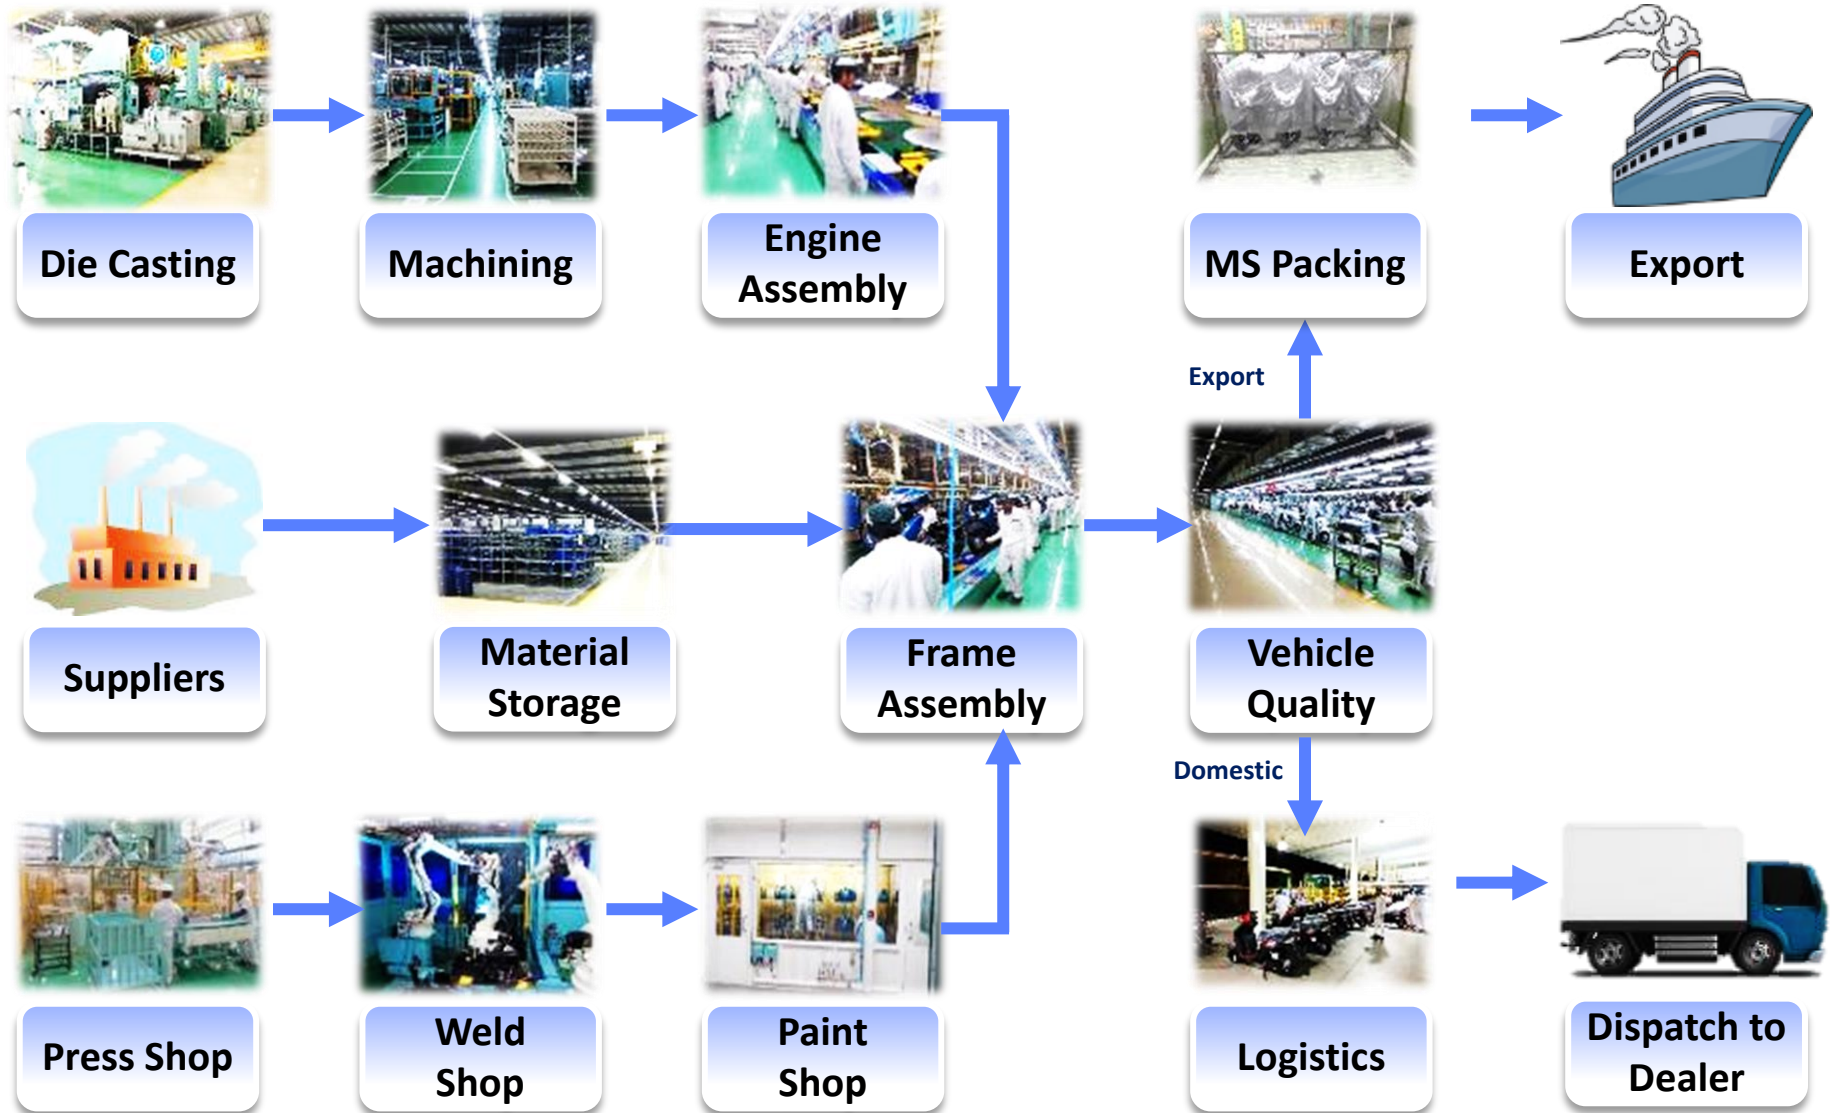 Die Casting
Machining
Engine
Assembly
MS Packing
Export
Export
Suppliers
Material
Storage
Frame
Assembly
Vehicle
Quality
Domestic
Press Shop
Weld
Shop
Paint
Shop
Logistics
Dispatch to
Dealer